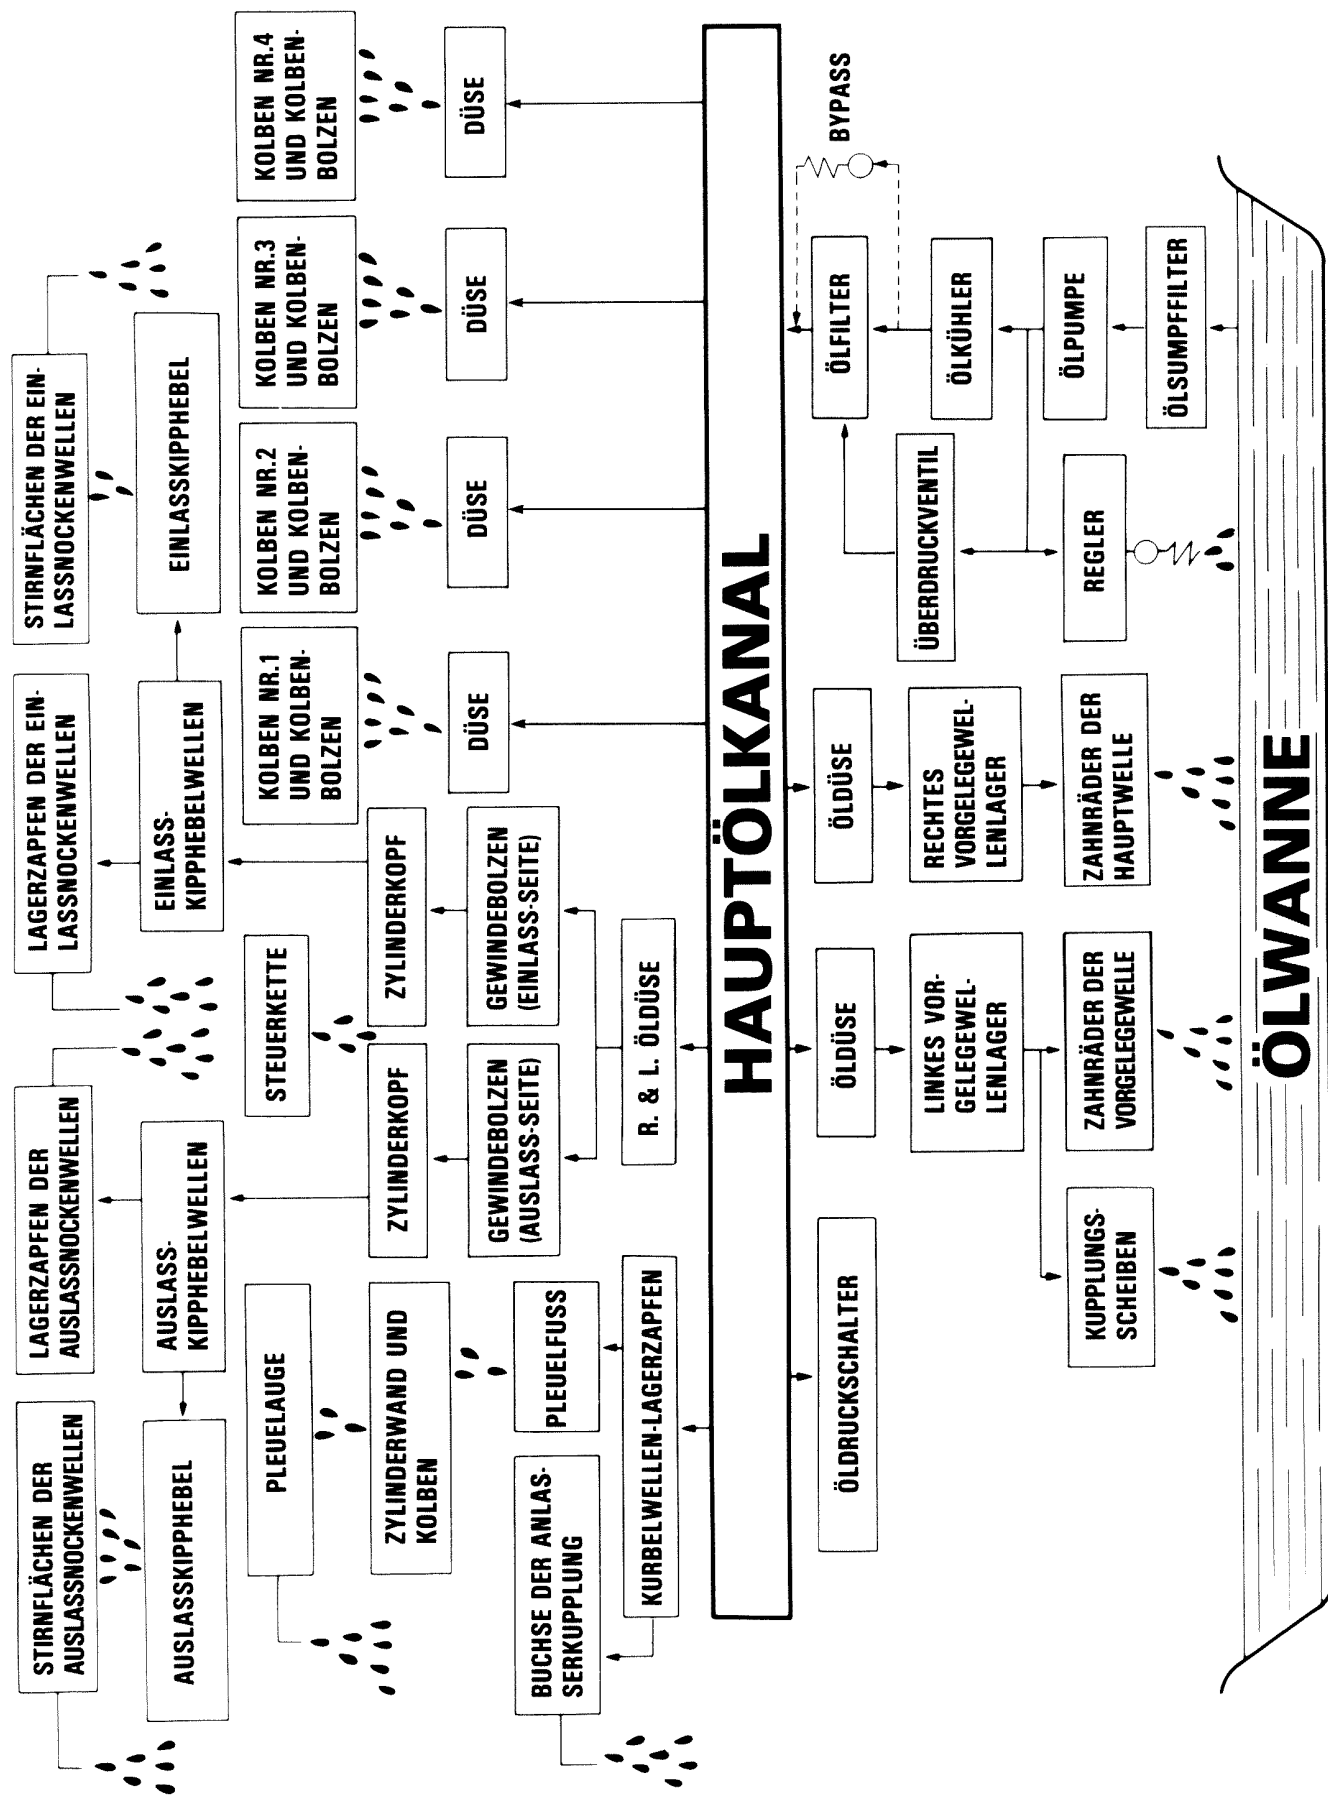 STIRNFLÄCHEN DER
AUSLASSNOCKENWELLEN
LAGERZAPFEN DER
AUSLASSNOCKENWELLEN
LAGERZAPFEN DER EIN-
LASSNOCKENWELLEN
STIRNFLÄCHEN DER EIN-
LASSNOCKENWELLEN
AUSLASSKIPPHEBEL
AUSLASS-
KIPPHEBELWELLEN
EINLASS-
KIPPHEBELWELLEN
EINLASSKIPPHEBEL
PLEUELAUGE
STEUERKETTE
KOLBEN NR.1
UND KOLBEN-
BOLZEN
KOLBEN NR.2
UND KOLBEN-
BOLZEN
KOLBEN NR.3
UND KOLBEN-
BOLZEN
KOLBEN NR.4
UND KOLBEN-
BOLZEN
ZYLINDERWAND UND
KOLBEN
ZYLINDERKOPF
ZYLINDERKOPF
BUCHSE DER ANLAS-
SERKUPPLUNG
PLEUELFUSS
GEWINDEBOLZEN
(AUSLASS-SEITE)
GEWINDEBOLZEN
(EINLASS-SEITE)
DÜSE
DÜSE
DÜSE
DÜSE
KURBELWELLEN-LAGERZAPFEN
R. & L. ÖLDÜSE
HAUPTÖLKANAL
ÖLDRUCKSCHALTER
ÖLDÜSE
ÖLDÜSE
ÖLFILTER
BYPASS
LINKES VOR-
GELEGEWEL-
LENLAGER
RECHTES
VORGELEGEWEL-
LENLAGER
ÜBERDRUCKVENTIL
ÖLKÜHLER
KUPPLUNGS-
SCHEIBEN
ZAHNRÄDER DER
VORGELEGEWELLE
ZAHNRÄDER DER
HAUPTWELLE
REGLER
ÖLPUMPE
ÖLSUMPFFILTER
ÖLWANNE